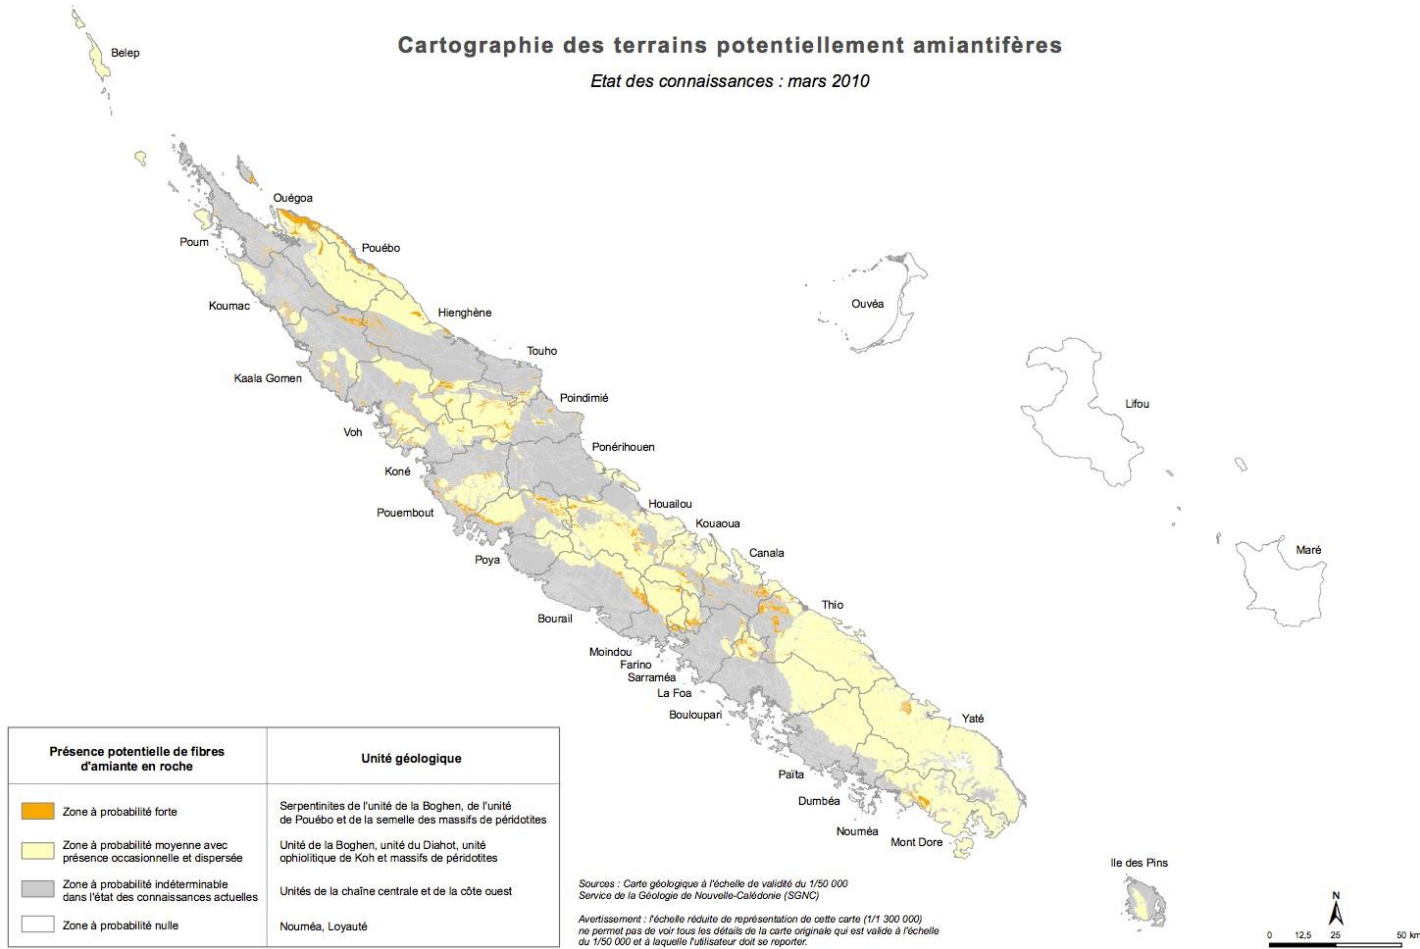 Cartographie des terrains potentiellement amiantifères
Etat des connaissances : mars 2010
Belep
Ouégoa
Poum
Pouébo
Koumac
Hienghène
Ouvéa
Touho
Kaala Gomen
Poindimié
Lifou
Voh
Ponérihouen
Koné
Houaïlou
Pouembout
Kouaoua
Poya
Canala
Maré
Thio
Bourail
Moindou
Farino
Sarraméa
La Foa
Bouloupari
Yaté
Païta
Dumbéa
Nouméa
Mont Dore
Ile des Pins
Présence potentielle de fibres
d'amiante en roche
Unité géologique
Zone à probabilité forte
Serpentinites de l'unité de la Boghen, de l'unité
de Pouébo et de la semelle des massifs de péridotites
Zone à probabilité moyenne avec
présence occasionnelle et dispersée
Unité de la Boghen, unité du Diahot, unité
ophiolitique de Koh et massifs de péridotites
Zone à probabilité indéterminable
dans l'état des connaissances actuelles
Unités de la chaîne centrale et de la côte ouest
Zone à probabilité nulle
Nouméa, Loyauté
Sources : Carte géologique à l'échelle de validité du 1/50 000
Service de la Géologie de Nouvelle-Calédonie (SGNC)
Avertissement : l'échelle réduite de représentation de cette carte (1/1 300 000)
ne permet pas de voir tous les détails de la carte originale qui est valide à l'échelle
du 1/50 000 et à laquelle l'utilisateur doit se reporter.
N
0 12,5 25 50 km